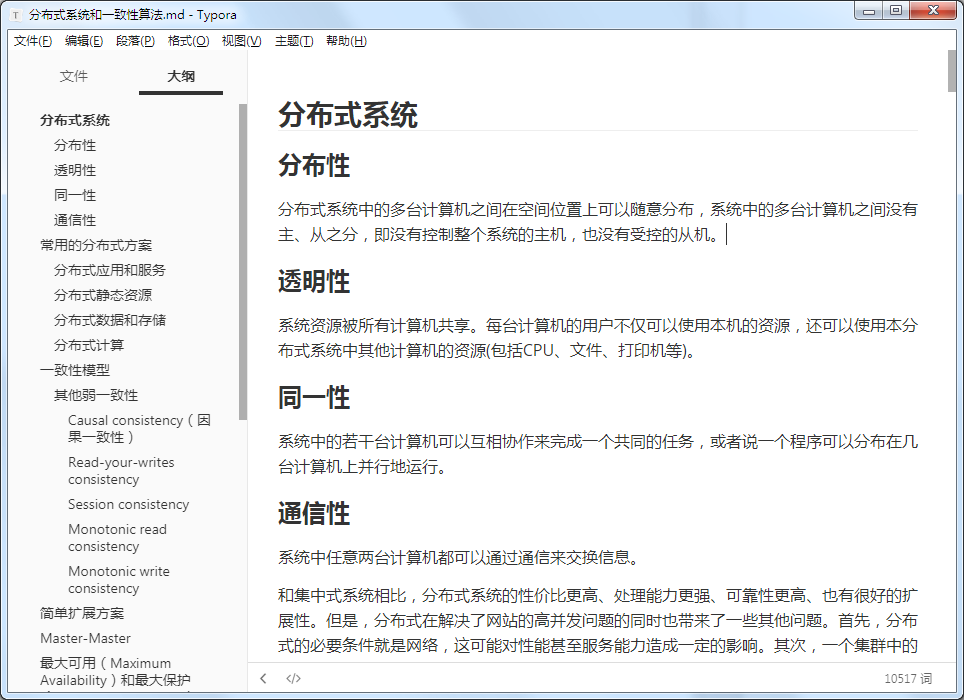 分布式系统和一致性算法.md - Typora
文件(F) 编辑(E) 段落(P) 格式(O) 视图(V) 主题(T) 帮助(H)
文件 大纲
分布式系统
分布性
透明性
同一性
通信性
常用的分布式方案
分布式应用和服务
分布式静态资源
分布式数据和存储
分布式计算
一致性模型
其他弱一致性
Causal consistency（因
果一致性）
Read-your-writes
consistency
Session consistency
Monotonic read
consistency
Monotonic write
consistency
简单扩展方案
Master-Master
最大可用（Maximum
Availability）和最大保护
分布式系统
分布性
分布式系统中的多台计算机之间在空间位置上可以随意分布，系统中的多台计算机之间没有
主、从之分，即没有控制整个系统的主机，也没有受控的从机。
透明性
系统资源被所有计算机共享。每台计算机的用户不仅可以使用本机的资源，还可以使用本分
布式系统中其他计算机的资源(包括CPU、文件、打印机等)。
同一性
系统中的若干台计算机可以互相协作来完成一个共同的任务，或者说一个程序可以分布在几
台计算机上并行地运行。
通信性
系统中任意两台计算机都可以通过通信来交换信息。
和集中式系统相比，分布式系统的性价比更高、处理能力更强、可靠性更高、也有很好的扩
展性。但是，分布式在解决了网站的高并发问题的同时也带来了一些其他问题。首先，分布
式的必要条件就是网络，这可能对性能甚至服务能力造成一定的影响。其次，一个集群中的
10517 词